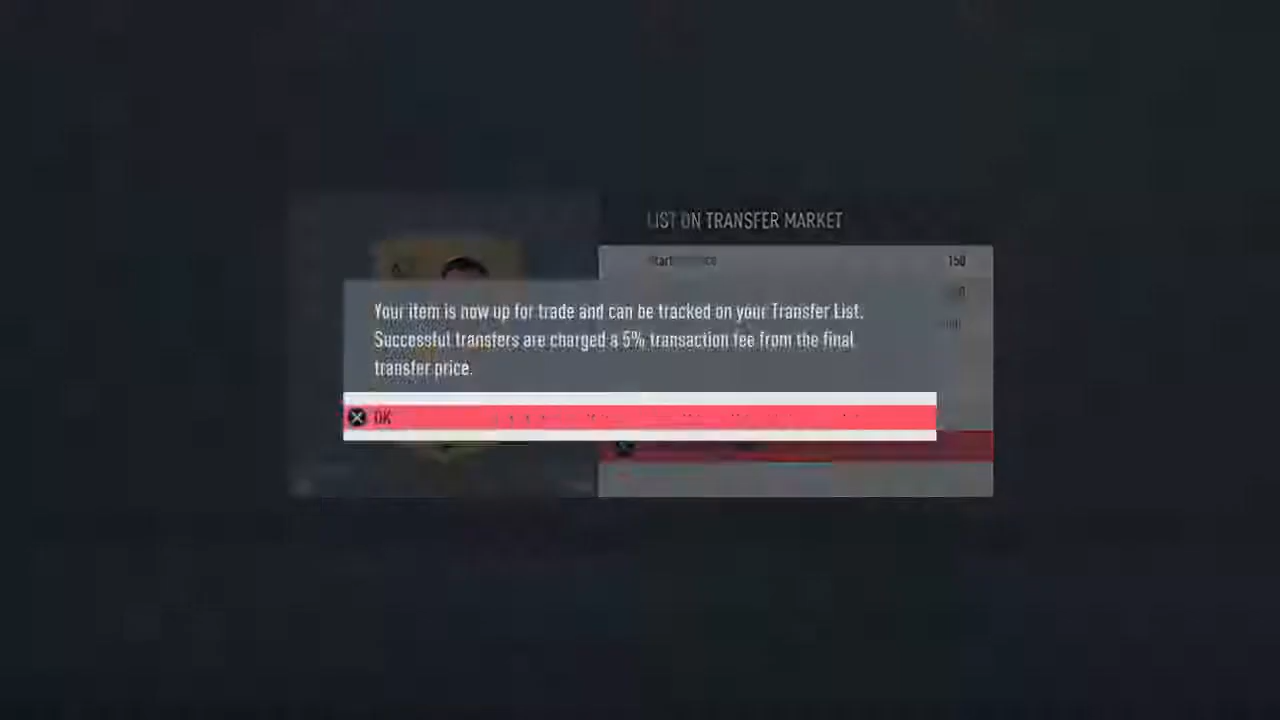 LIST ON TRANSFER MARKET
150
Your item is now up for trade and can be tracked on your Transfer List.
Successful transfers are charged a 5% transaction fee from the final
transfer price.
OK